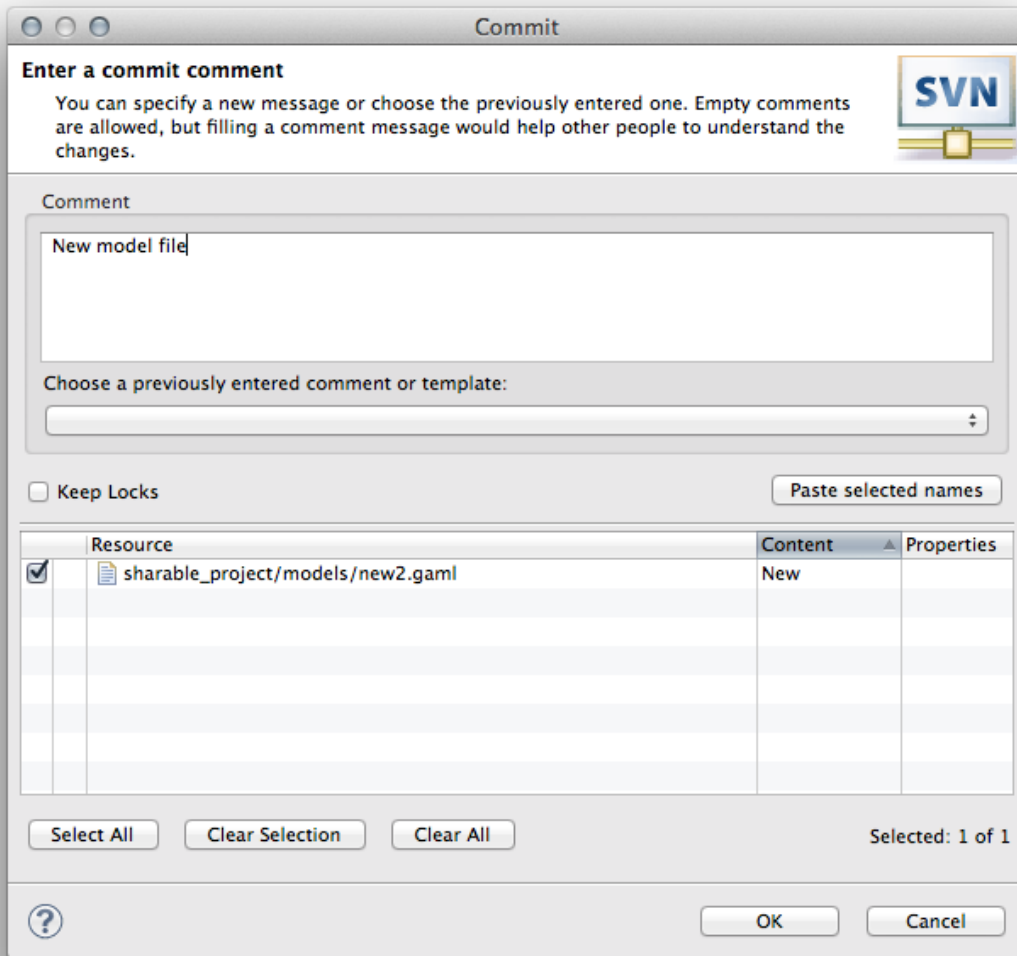 Commit
Enter a commit comment
You can specify a new message or choose the previously entered one. Empty comments
are allowed, but filling a comment message would help other people to understand the
changes.
SVN
Comment
New model file
Choose a previously entered comment or template:
Keep Locks
Paste selected names
Resource Content Properties
sharable_project/models/new2.gaml New
Select All Clear Selection Clear All Selected: 1 of 1
? OK Cancel